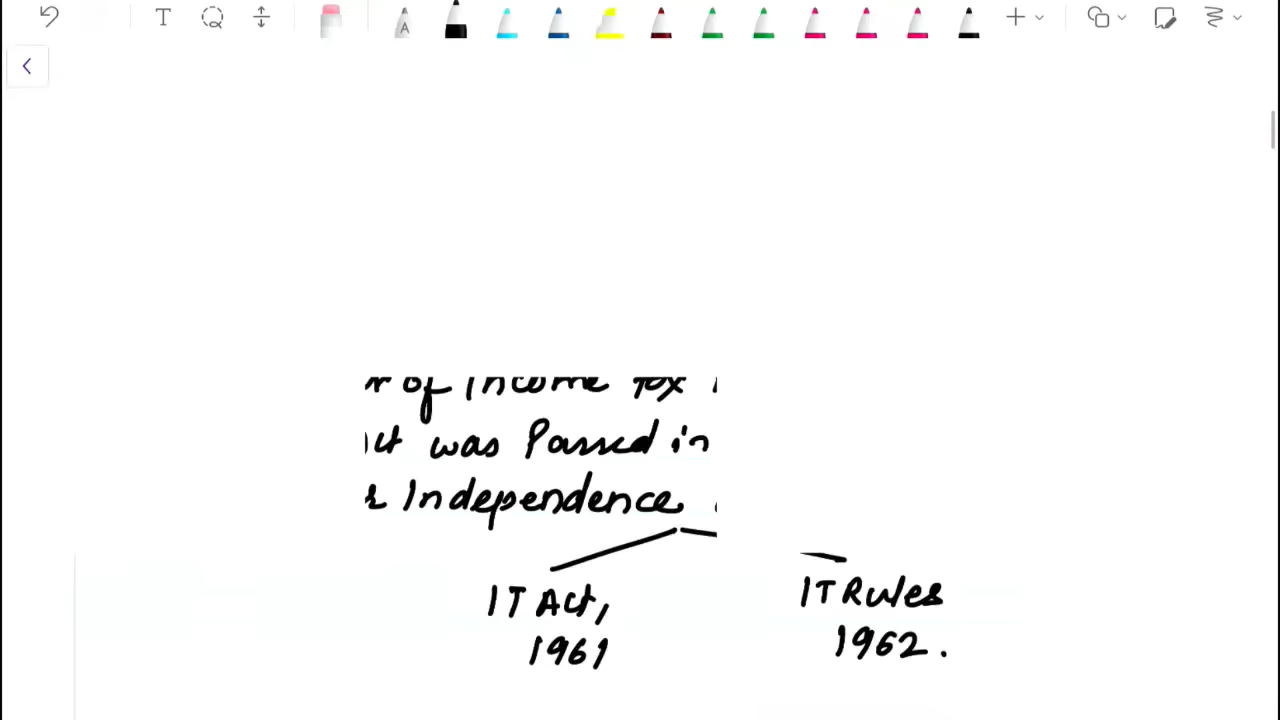 of Income Tax
was Passed in
Independence
IT Act, IT Rules
1961 1962.